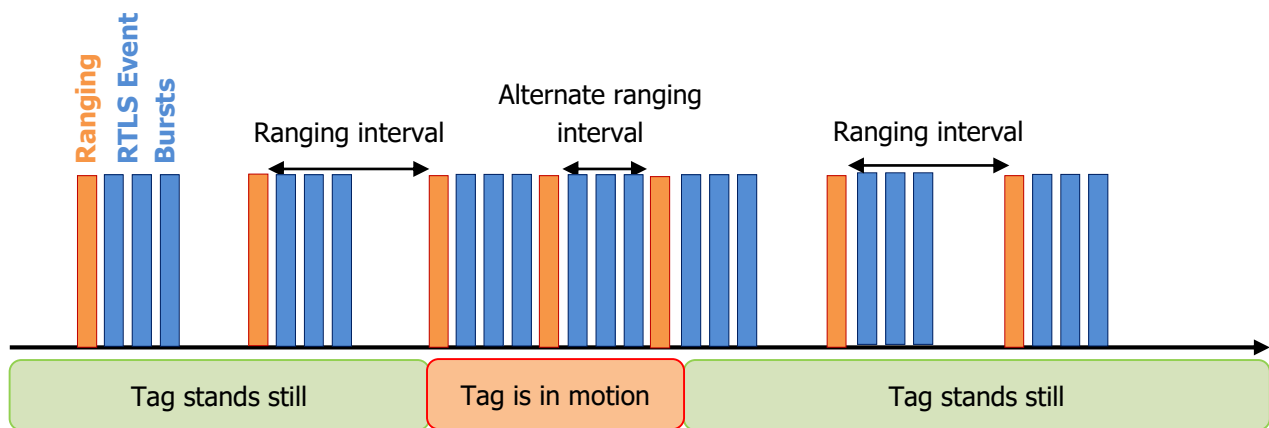 Ranging
RTLS Event
Bursts
Ranging interval
Alternate ranging
interval
Ranging interval
Tag stands still
Tag is in motion
Tag stands still